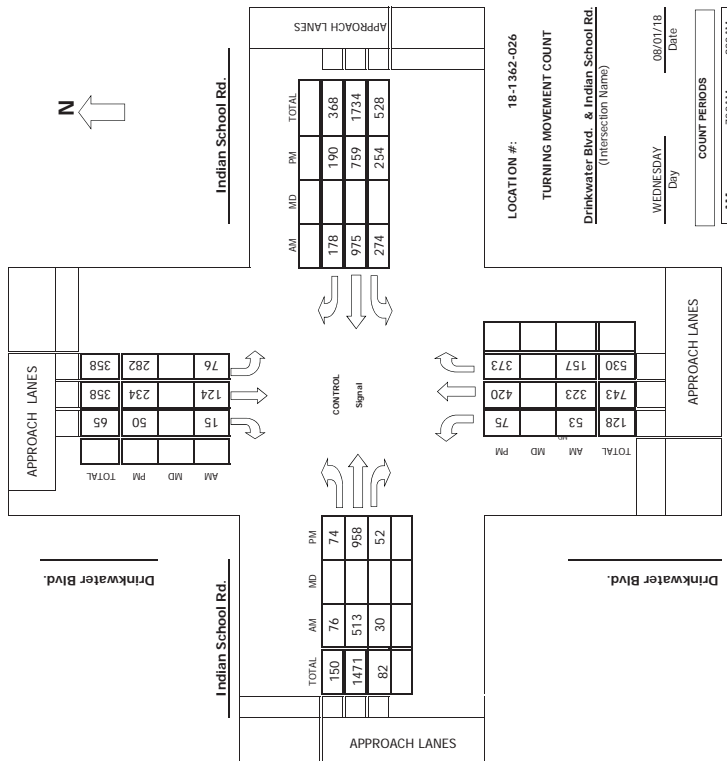 APPROACH LANES
N
Indian School Rd.
AM MD PM TOTAL
178 190 368
975 759 1734
274 254 528
APPROACH LANES
TOTAL 65 358 358
PM 50 234 282
MD
AM 15 124 76
CONTROL
Signal
PM 75 420 373
MD
AM 53 323 157
MD
TOTAL 128 743 530
APPROACH LANES
Drinkwater Blvd.
Indian School Rd.
TOTAL AM MD PM
150 76 74
1471 513 958
82 30 52
APPROACH LANES
Drinkwater Blvd.
LOCATION #: 18-1362-026
TURNING MOVEMENT COUNT
Drinkwater Blvd. & Indian School Rd.
(Intersection Name)
WEDNESDAY 08/01/18
Day Date
COUNT PERIODS